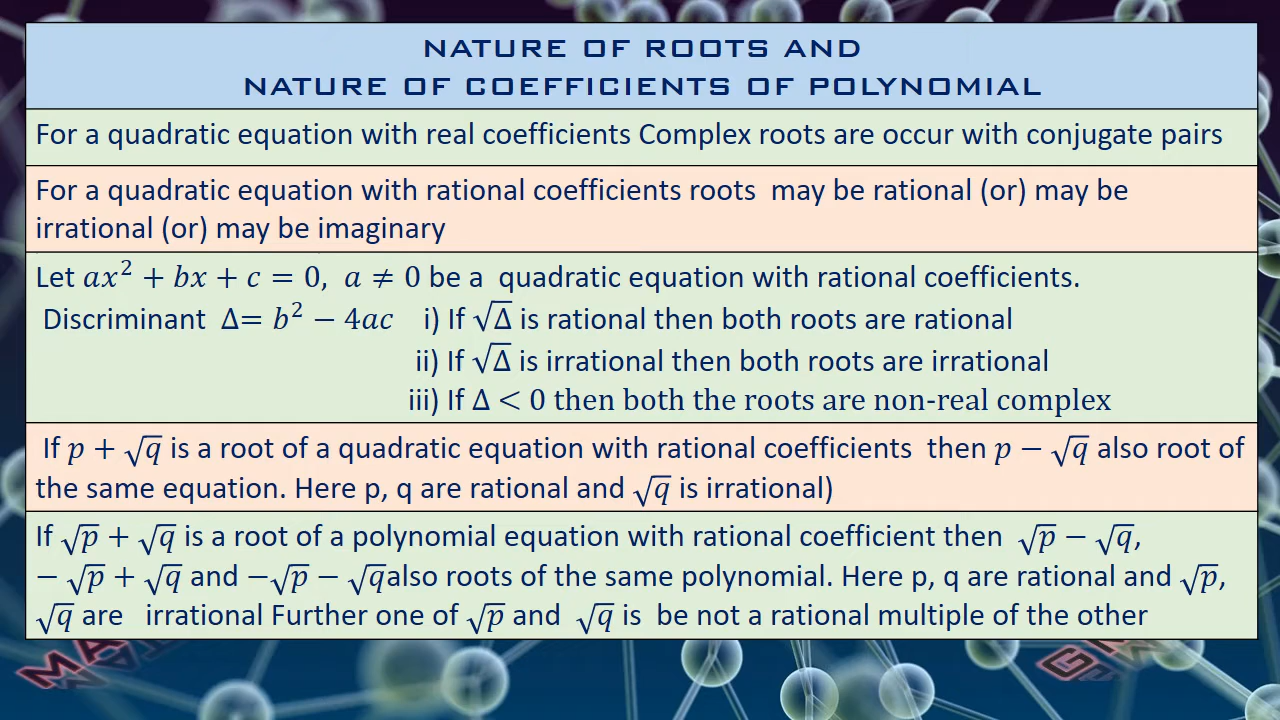 NATURE OF ROOTS AND
NATURE OF COEFFICIENTS OF POLYNOMIAL
For a quadratic equation with real coefficients Complex roots are occur with conjugate pairs
For a quadratic equation with rational coefficients roots may be rational (or) may be
irrational (or) may be imaginary
Let 𝑎𝑥² + 𝑏𝑥 + 𝑐 = 0, 𝑎 ≠ 0 be a quadratic equation with rational coefficients.
Discriminant Δ= 𝑏² − 4𝑎𝑐 i) If √Δ is rational then both roots are rational
ii) If √Δ is irrational then both roots are irrational
iii) If Δ < 0 then both the roots are non-real complex
If 𝑝 + √𝑞 is a root of a quadratic equation with rational coefficients then 𝑝 − √𝑞 also root of
the same equation. Here p, q are rational and √𝑞 is irrational)
If √𝑝 + √𝑞 is a root of a polynomial equation with rational coefficient then √𝑝 − √𝑞,
− √𝑝 + √𝑞 and −√𝑝 − √𝑞also roots of the same polynomial. Here p, q are rational and √𝑝,
√𝑞 are irrational Further one of √𝑝 and √𝑞 is be not a rational multiple of the other